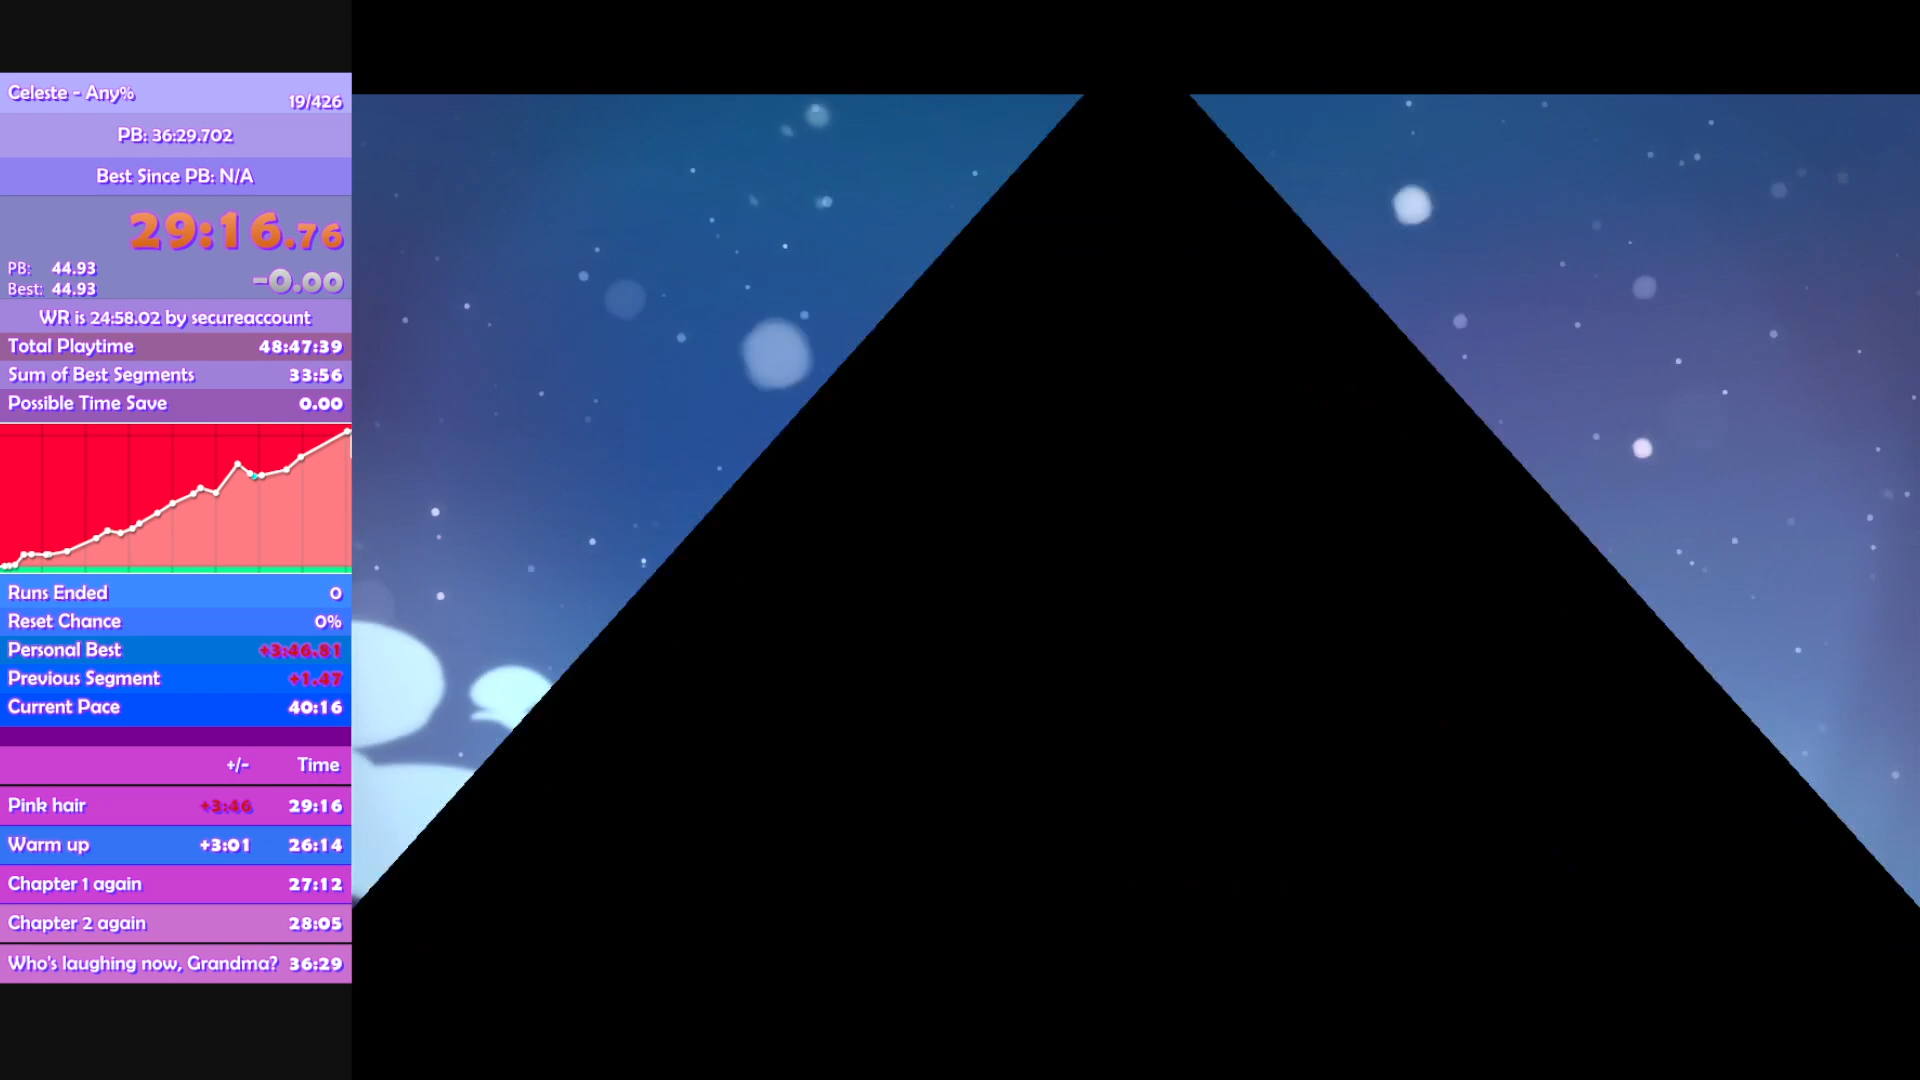 Celeste - Any%
19/426
PB: 36:29.702
Best Since PB: N/A
29:16.76
PB: 44.93
Best: 44.93
-0.00
WR is 24:58.02 by secureaccount
Total Playtime 48:47:39
Sum of Best Segments 33:56
Possible Time Save 0.00
Runs Ended 0
Reset Chance 0%
Personal Best +3:46.81
Previous Segment +1.47
Current Pace 40:16
+/- Time
Pink hair +3:46 29:16
Warm up +3:01 26:14
Chapter 1 again 27:12
Chapter 2 again 28:05
Who's laughing now, Grandma? 36:29